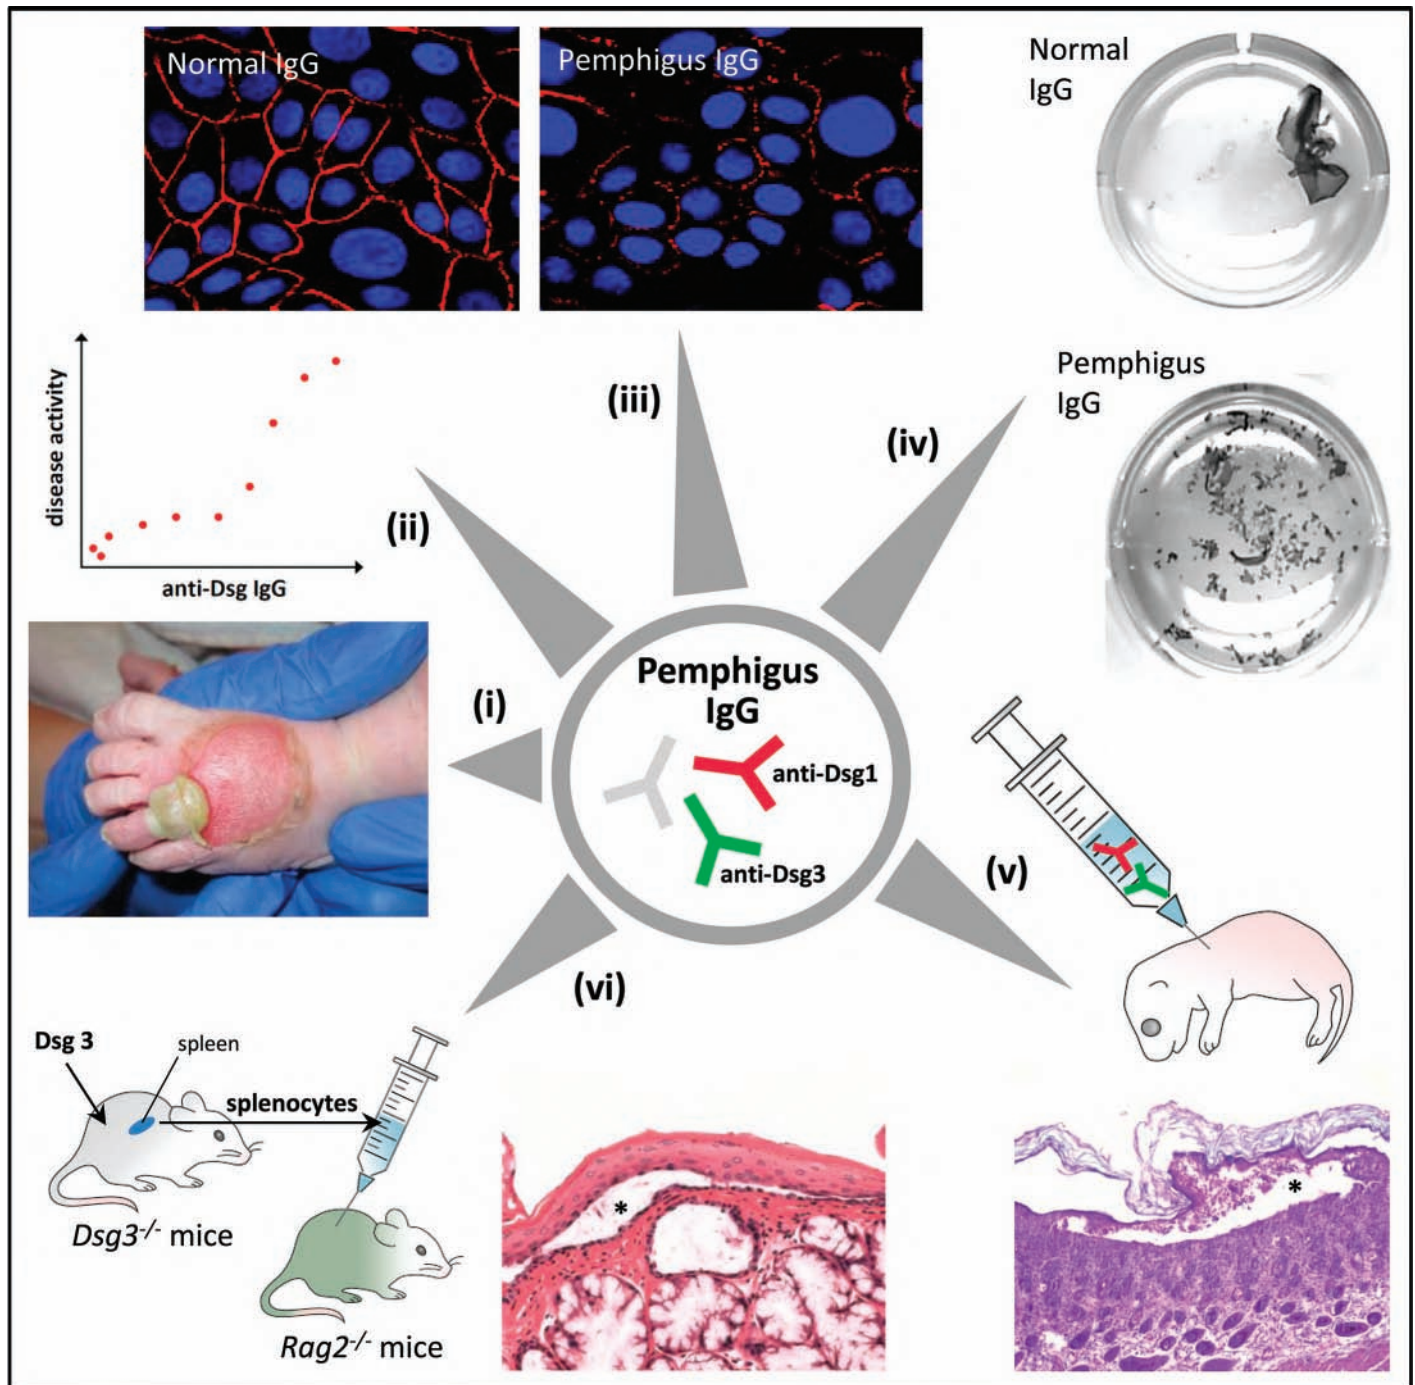 Normal IgG
Pemphigus IgG
Normal
IgG
Pemphigus
IgG
disease activity
anti-Dsg IgG
(i)
(ii)
(iii)
(iv)
(v)
(vi)
Pemphigus
IgG
anti-Dsg1
anti-Dsg3
Dsg 3
spleen
splenocytes
Dsg3-/- mice
Rag2-/- mice
*
*